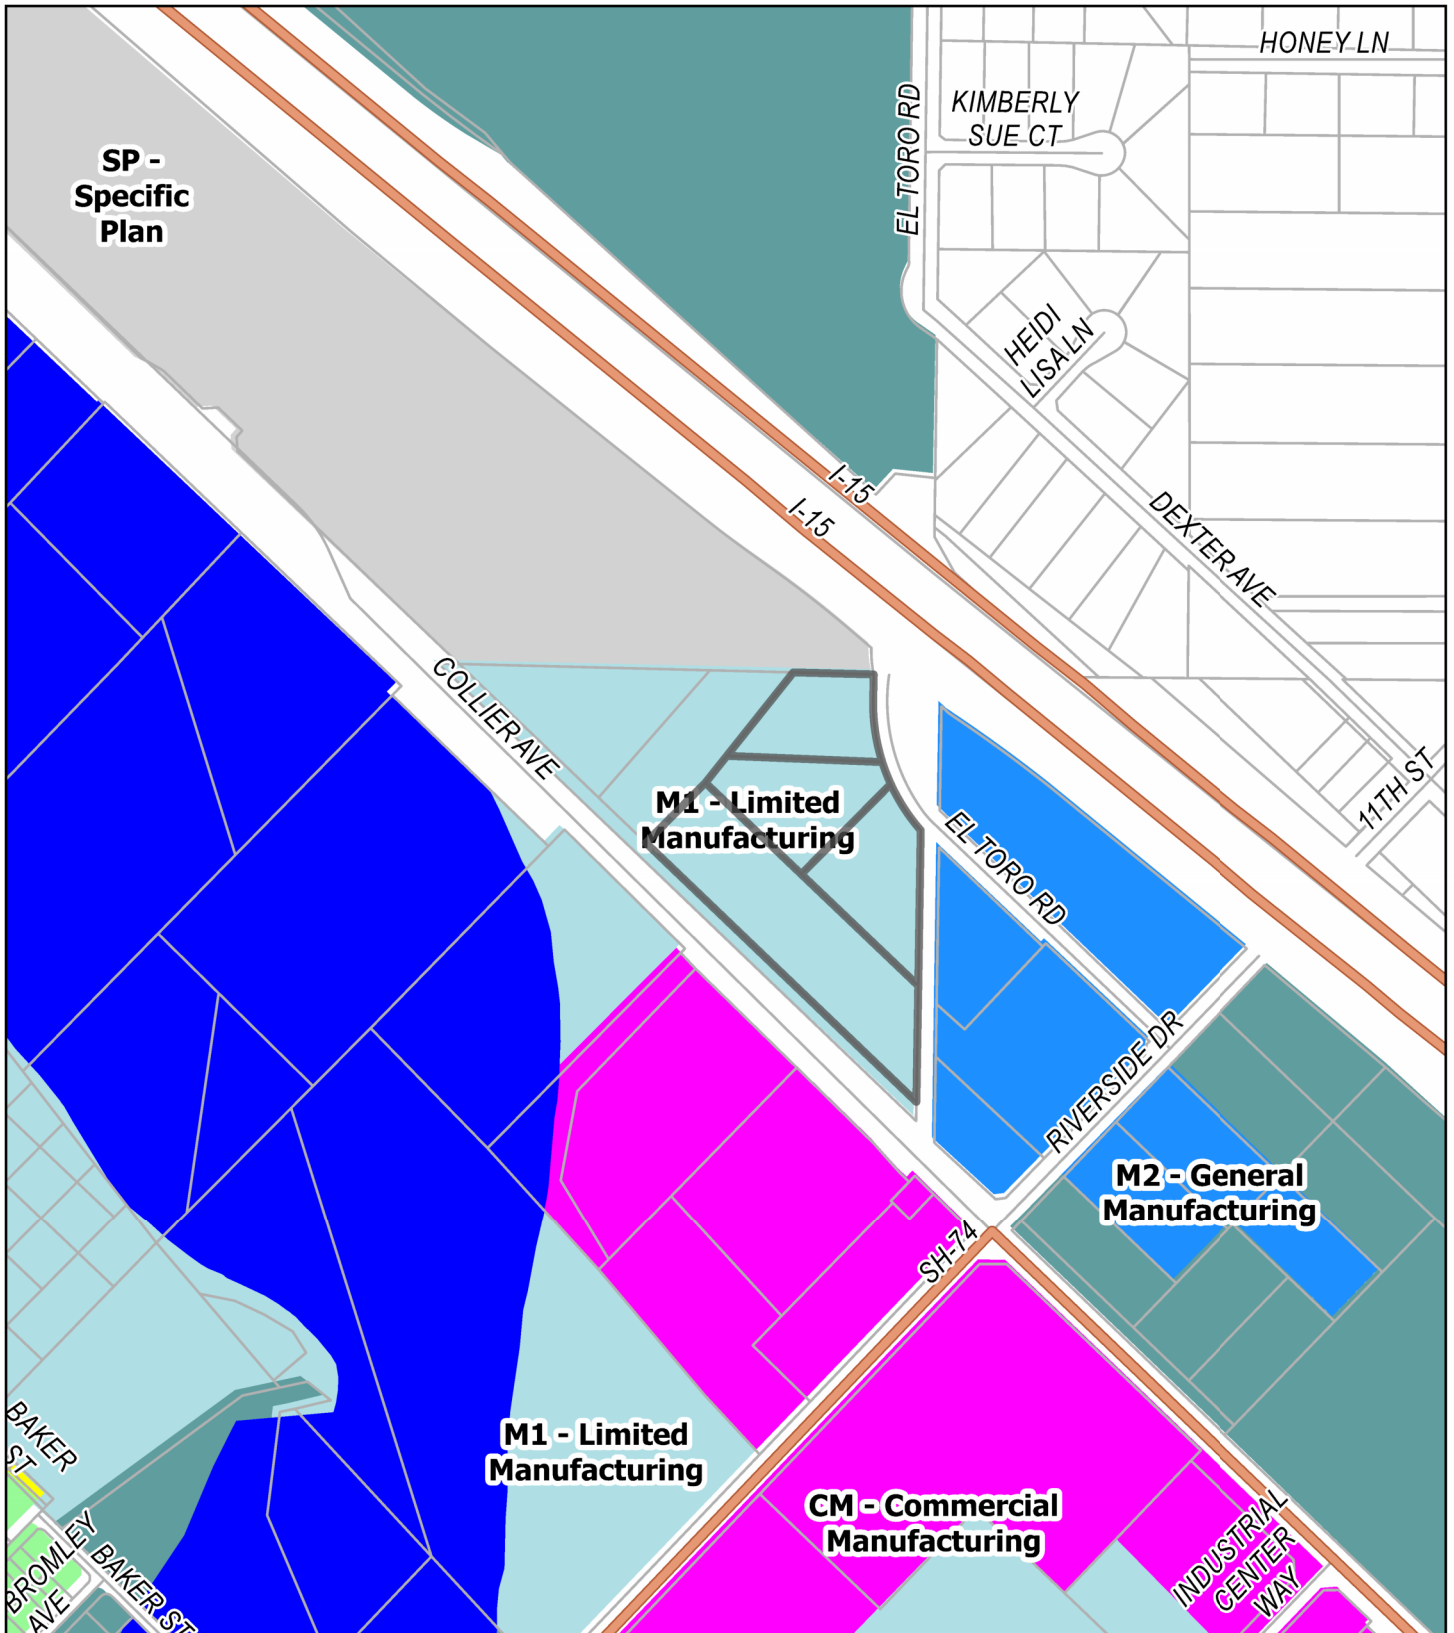 HONEY LN
KIMBERLY
SUE CT
EL TORO RD
SP -
Specific
Plan
HEIDI
LISA LN
I-15
I-15
DEXTER AVE
COLLIER AVE
11TH ST
M1 - Limited
Manufacturing
EL TORO RD
RIVERSIDE DR
M2 - General
Manufacturing
SH-74
BAKER
ST
M1 - Limited
Manufacturing
CM - Commercial
Manufacturing
INDUSTRIAL
CENTER
WAY
BROMLEY
AVE
BAKER ST